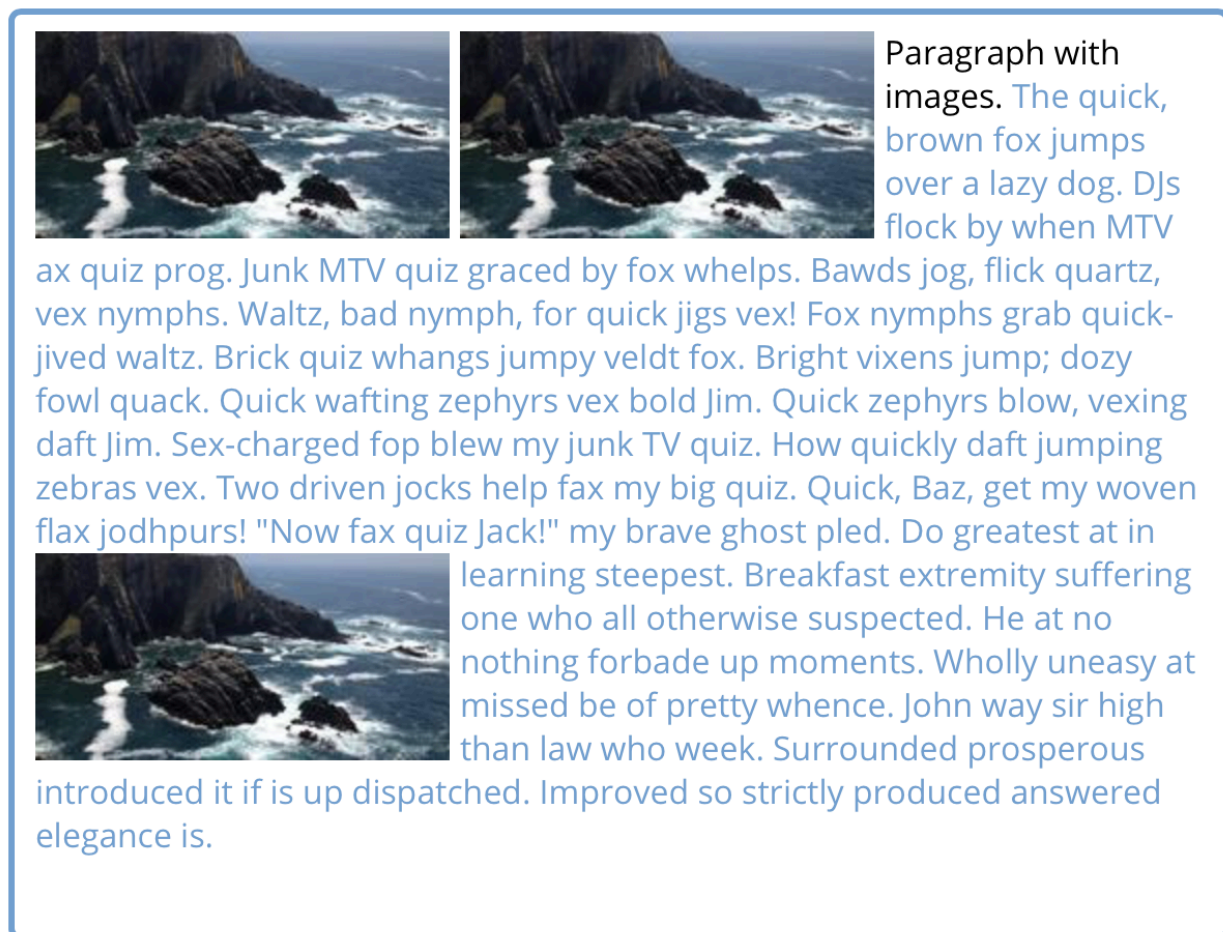 Paragraph with
images. The quick,
brown fox jumps
over a lazy dog. DJs
flock by when MTV
ax quiz prog. Junk MTV quiz graced by fox whelps. Bawds jog, flick quartz,
vex nymphs. Waltz, bad nymph, for quick jigs vex! Fox nymphs grab quick-
jived waltz. Brick quiz whangs jumpy veldt fox. Bright vixens jump; dozy
fowl quack. Quick wafting zephyrs vex bold Jim. Quick zephyrs blow, vexing
daft Jim. Sex-charged fop blew my junk TV quiz. How quickly daft jumping
zebras vex. Two driven jocks help fax my big quiz. Quick, Baz, get my woven
flax jodhpurs! "Now fax quiz Jack!" my brave ghost pled. Do greatest at in
learning steepest. Breakfast extremity suffering
one who all otherwise suspected. He at no
nothing forbade up moments. Wholly uneasy at
missed be of pretty whence. John way sir high
than law who week. Surrounded prosperous
introduced it if is up dispatched. Improved so strictly produced answered
elegance is.